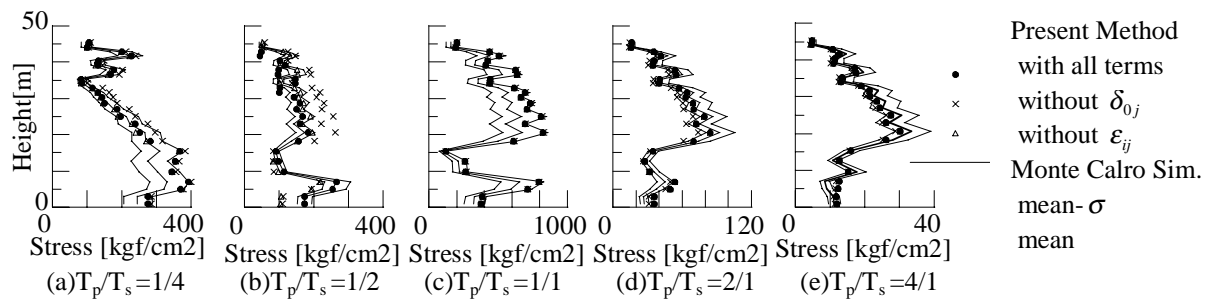 50
Height[m]
0
0 400
0 400
0 1000
0 120
0 40
Stress [kgf/cm2]
Stress [kgf/cm2]
Stress [kgf/cm2]
Stress [kgf/cm2]
Stress [kgf/cm2]
(a)Tp/Ts=1/4
(b)Tp/Ts=1/2
(c)Tp/Ts=1/1
(d)Tp/Ts=2/1
(e)Tp/Ts=4/1
Present Method
with all terms
without δ0j
without εij
Monte Calro Sim.
mean-σ
mean